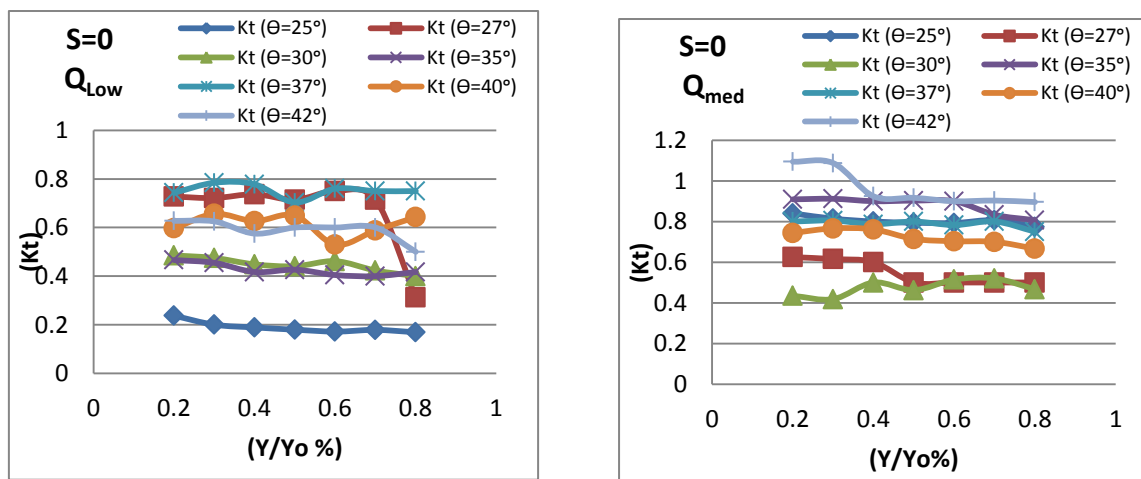 S=0
Q Low
Kt (Ө=25°)
Kt (Ө=27°)
Kt (Ө=30°)
Kt (Ө=35°)
Kt (Ө=37°)
Kt (Ө=40°)
Kt (Ө=42°)
1
0.8
0.6
0.4
0.2
0
(Kt)
0
0.2
0.4
0.6
0.8
1
(Y/Yo %)
S=0
Q med
Kt (Ө=25°)
Kt (Ө=27°)
Kt (Ө=30°)
Kt (Ө=35°)
Kt (Ө=37°)
Kt (Ө=40°)
Kt (Ө=42°)
1.2
1
0.8
0.6
0.4
0.2
0
(Kt)
0
0.2
0.4
0.6
0.8
1
(Y/Yo%)